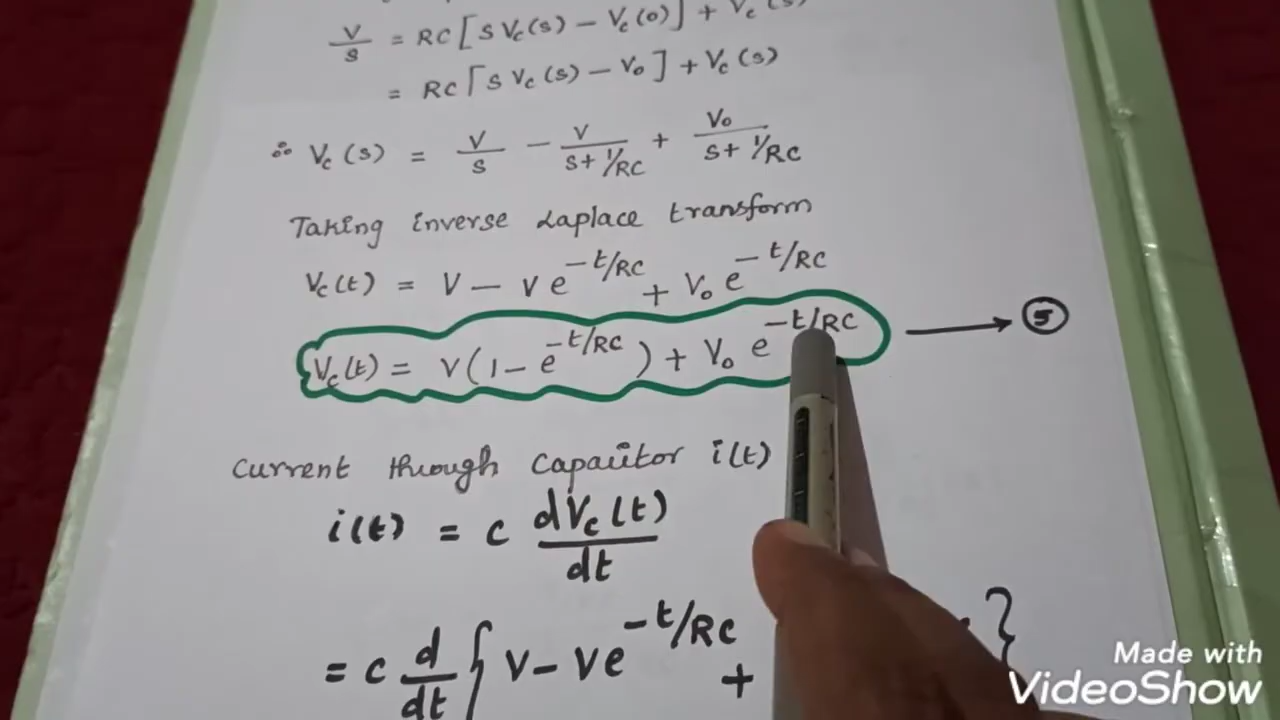 V/S = RC [S Vc(s) - Vc(0)] + Vc(s)
= RC [S Vc(s) - V₀] + Vc(s)
∴ Vc(s) = V/S - V/(S+1/RC) + V₀/(S+1/RC)
Taking inverse Laplace transform
Vc(t) = V - V e^(-t/RC) + V₀ e^(-t/RC)
Vc(t) = V(1 - e^(-t/RC)) + V₀ e^(-t/RC) → ⑤
Current through Capacitor i(t)
i(t) = C dVc(t)/dt
= C d/dt { V - Ve^(-t/RC) + }
Made with
VideoShow